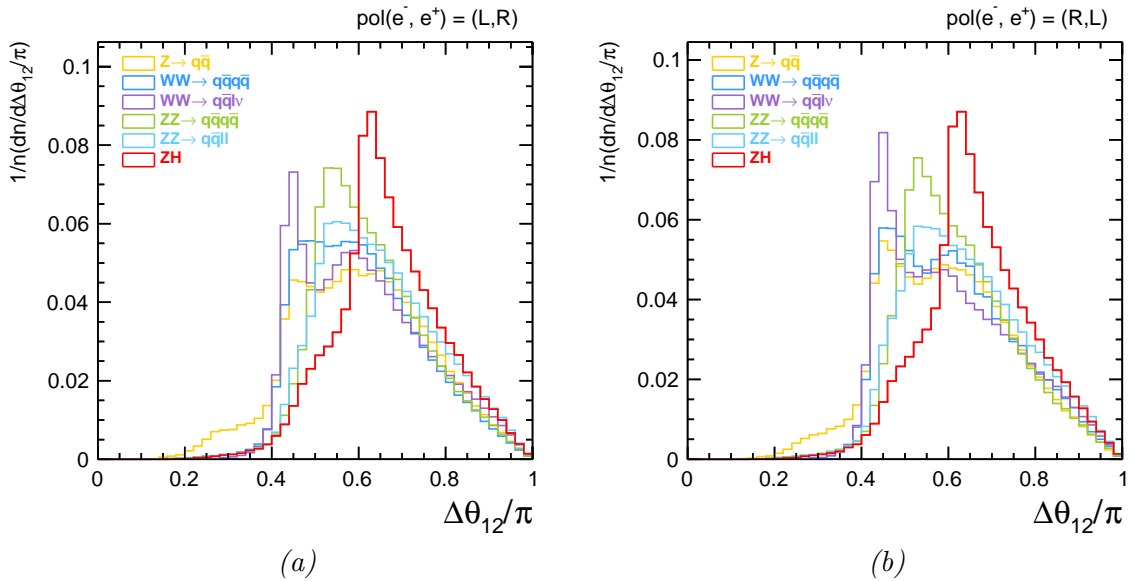 pol(e⁻, e⁺) = (L,R)
1/n(dn/dΔθ₁₂/π)
0.1
0.08
0.06
0.04
0.02
0
Z→ qq̅
WW→ qq̅qq̅
WW→ qq̅lν
ZZ→ qq̅qq̅
ZZ→ qq̅ll
ZH
0 0.2 0.4 0.6 0.8 1
Δθ₁₂/π
(a)
pol(e⁻, e⁺) = (R,L)
1/n(dn/dΔθ₁₂/π)
0.1
0.08
0.06
0.04
0.02
0
Z→ qq̅
WW→ qq̅qq̅
WW→ qq̅lν
ZZ→ qq̅qq̅
ZZ→ qq̅ll
ZH
0 0.2 0.4 0.6 0.8 1
Δθ₁₂/π
(b)